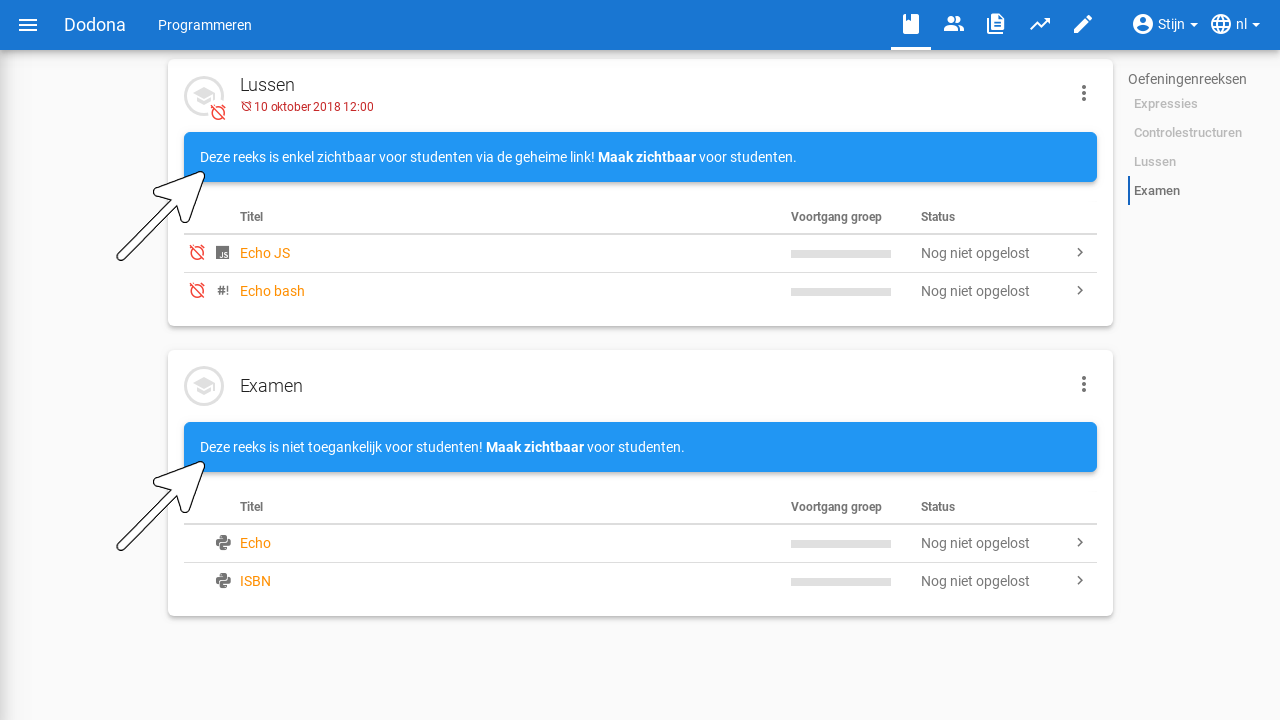 Dodona Programmeren Stijn nl
Lussen
10 oktober 2018 12:00
Deze reeks is enkel zichtbaar voor studenten via de geheime link! Maak zichtbaar voor studenten.
Titel Voortgang groep Status
Echo JS Nog niet opgelost
#! Echo bash Nog niet opgelost
Examen
Deze reeks is niet toegankelijk voor studenten! Maak zichtbaar voor studenten.
Titel Voortgang groep Status
Echo Nog niet opgelost
ISBN Nog niet opgelost
Oefeningenreeksen
Expressies
Controlestructuren
Lussen
Examen